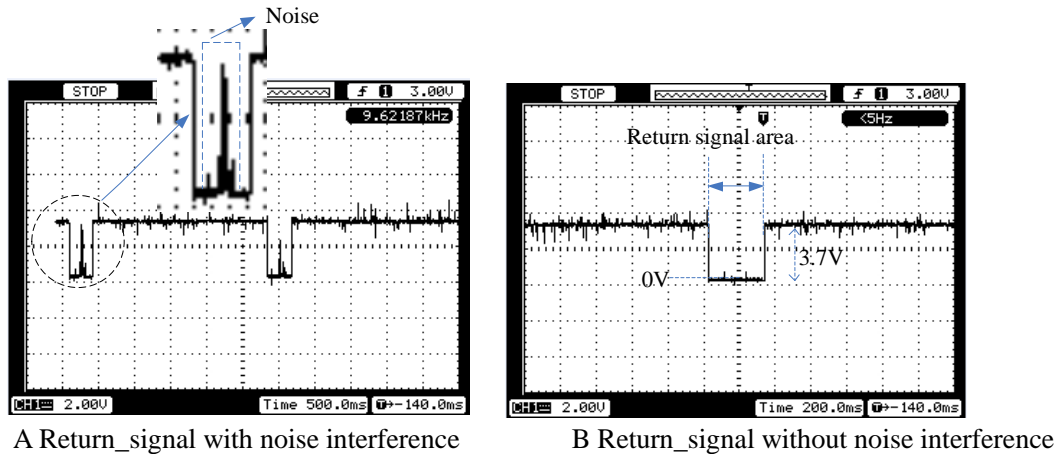 Noise
STOP
f 1 3.00V
9.62187kHz
CH1 2.00V
Time 500.0ms
T→-140.0ms
A Return_signal with noise interference
STOP
T
f 1 3.00V
T
<5Hz
Return signal area
0V
3.7V
CH1 2.00V
Time 200.0ms
T→-140.0ms
B Return_signal without noise interference